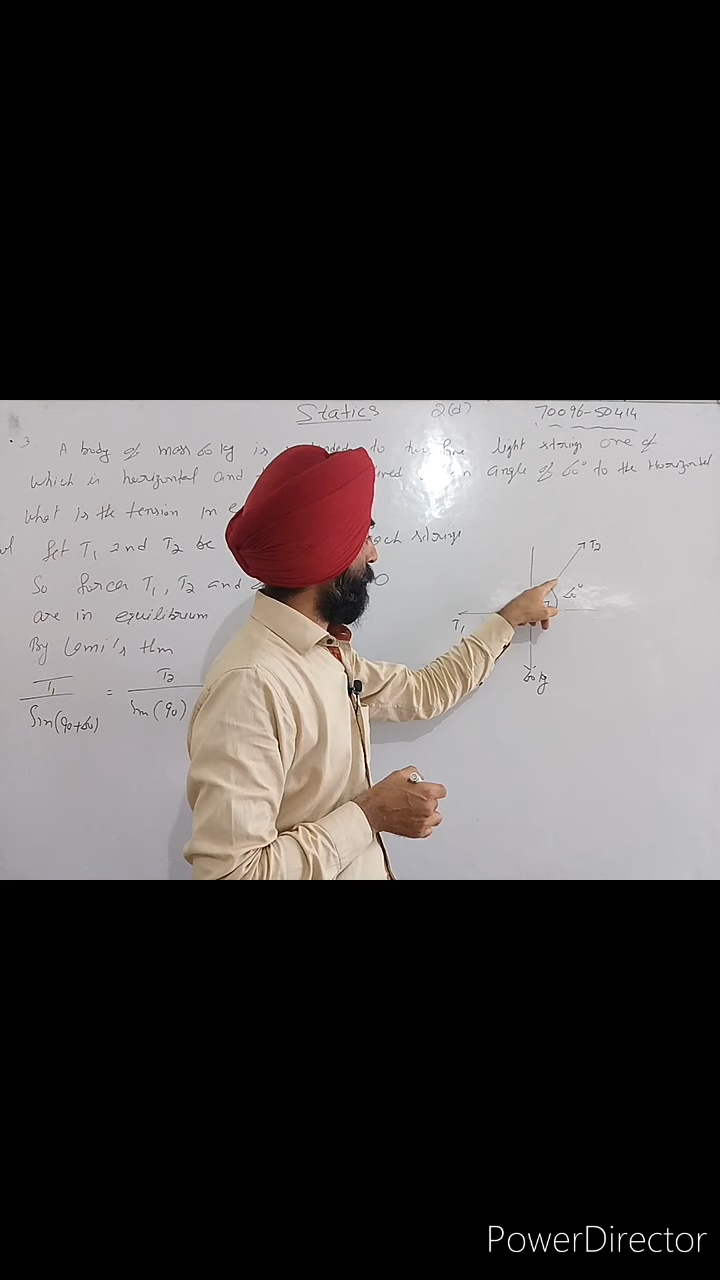 Statics 2(d) 70096-50414
3 A body of mass 60 kg is to two fine light strings one of
which is horizontal and an angle of 60° to the Horizontal
what is the tension in
Let T1 and T2 be each strings
So forces T1, T2 and
are in equilibrium
By Lemi's thm
T1 / Sin(90+60) = T2 / Sin(90)
T2
60°
T1
60 kg
PowerDirector